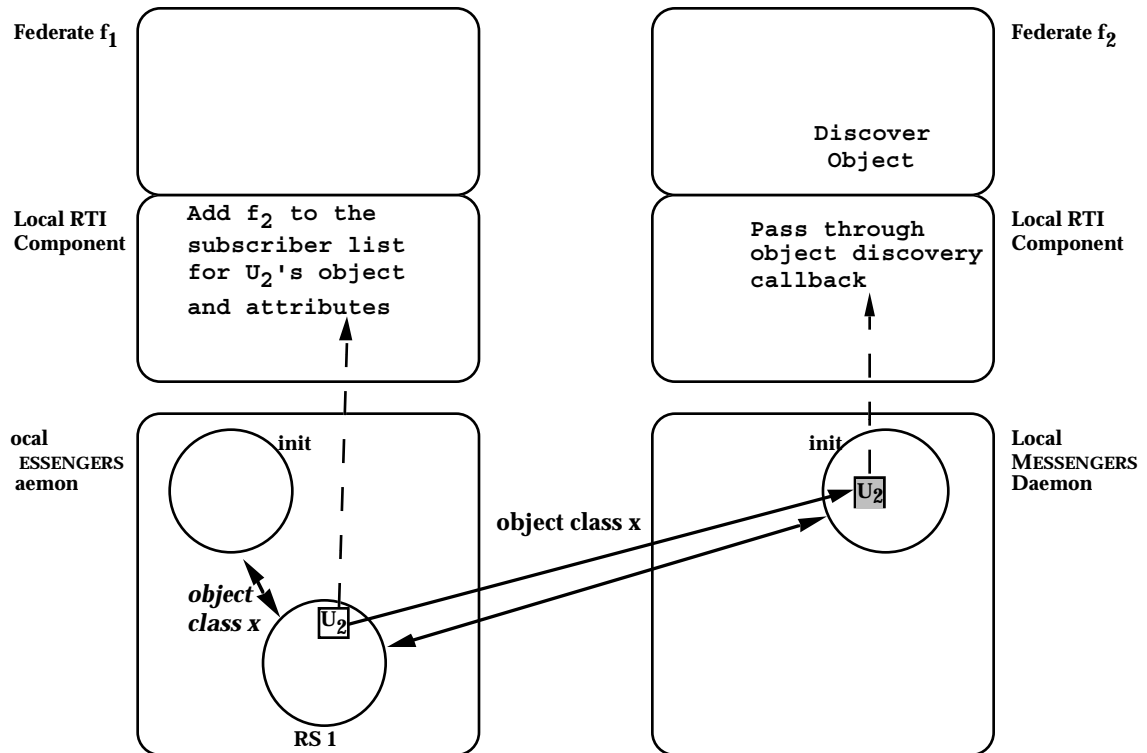 Federate f1
Federate f2
Discover
Object
Local RTI
Component
Add f2 to the
subscriber list
for U2's object
and attributes
Pass through
object discovery
callback
Local RTI
Component
ocal
ESSENGERS
aemon
init
init
Local
MESSENGERS
Daemon
U2
object class x
object
class x
U2
RS 1